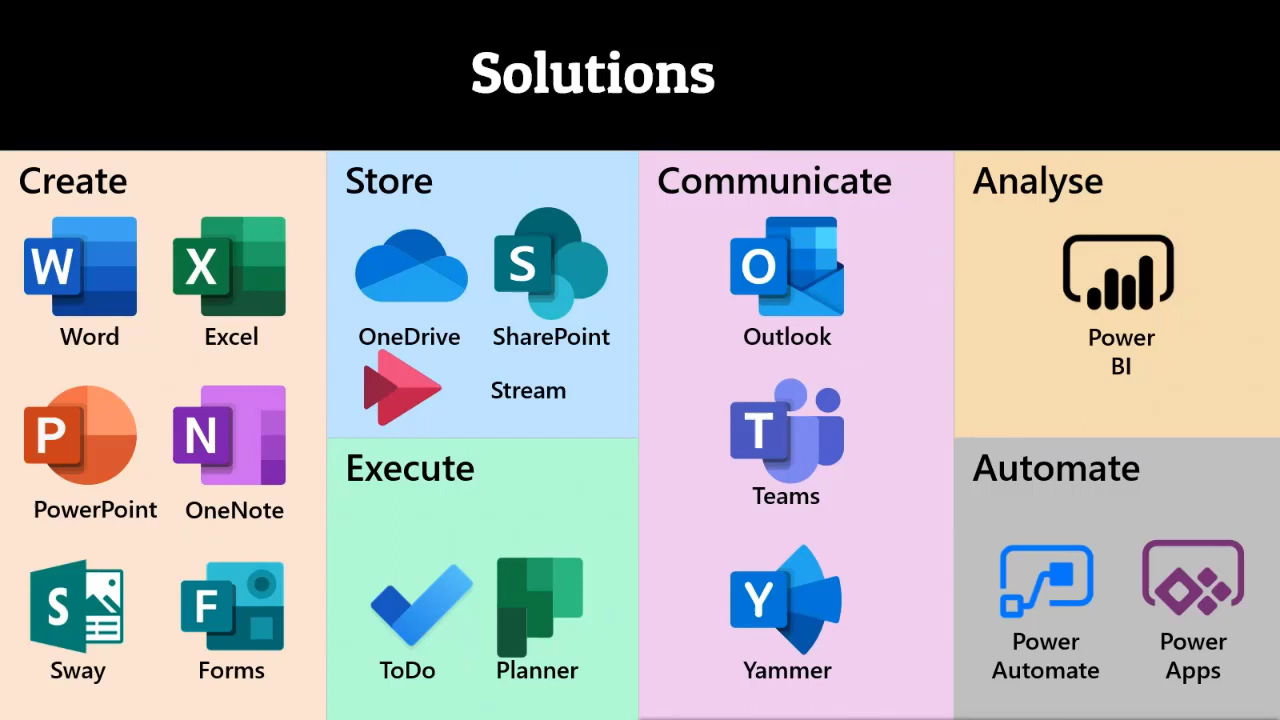 Solutions
Create
W
X
Word
Excel
P
N
PowerPoint
OneNote
S
F
Sway
Forms
Store
S
OneDrive
SharePoint
Stream
Execute
ToDo
Planner
Communicate
O
Outlook
T
Teams
Y
Yammer
Analyse
Power
BI
Automate
Power
Automate
Power
Apps